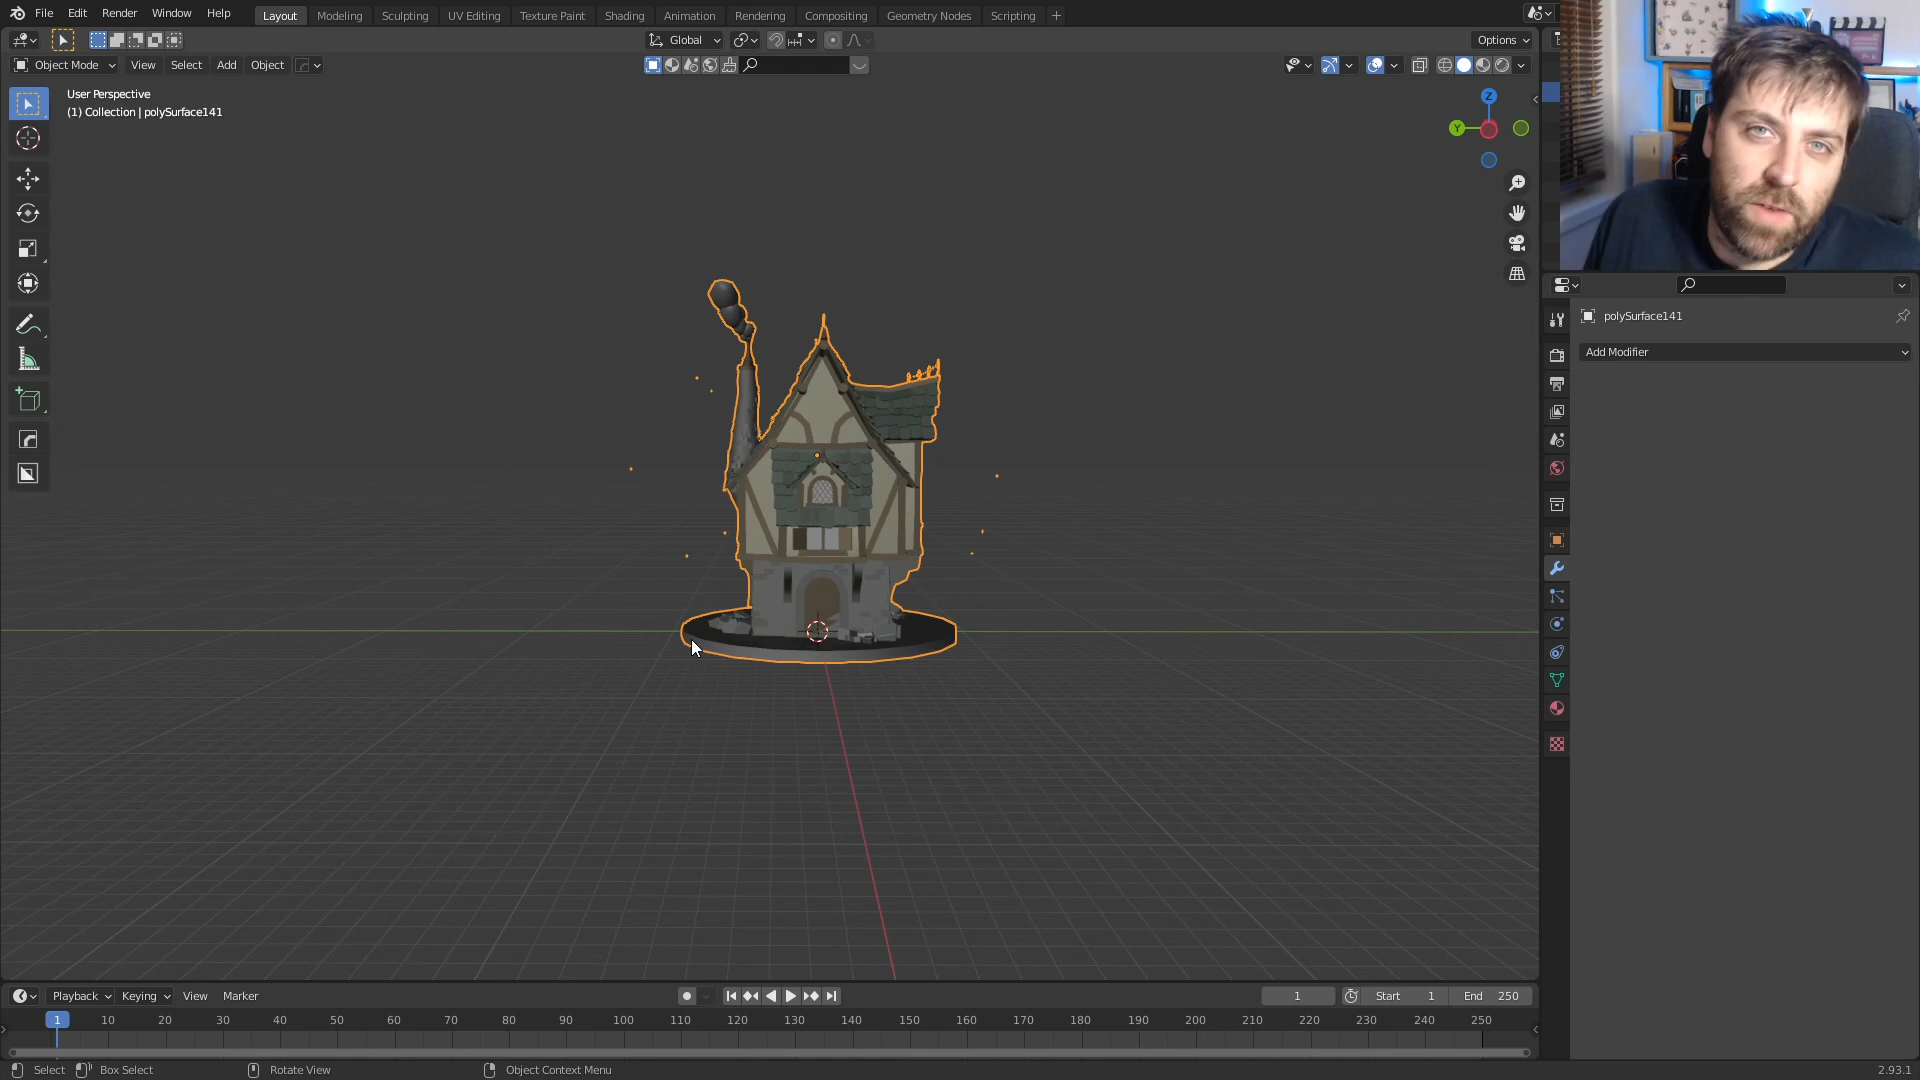 File Edit Render Window Help Layout Modeling Sculpting UV Editing Texture Paint Shading Animation Rendering Compositing Geometry Nodes Scripting +
Global Options
Object Mode View Select Add Object
User Perspective
(1) Collection | polySurface141
Z
Y
polySurface141
Add Modifier
Playback Keying View Marker 1 Start 1 End 250
1 10 20 30 40 50 60 70 80 90 100 110 120 130 140 150 160 170 180 190 200 210 220 230 240 250
Select Box Select Rotate View Object Context Menu 2.93.1